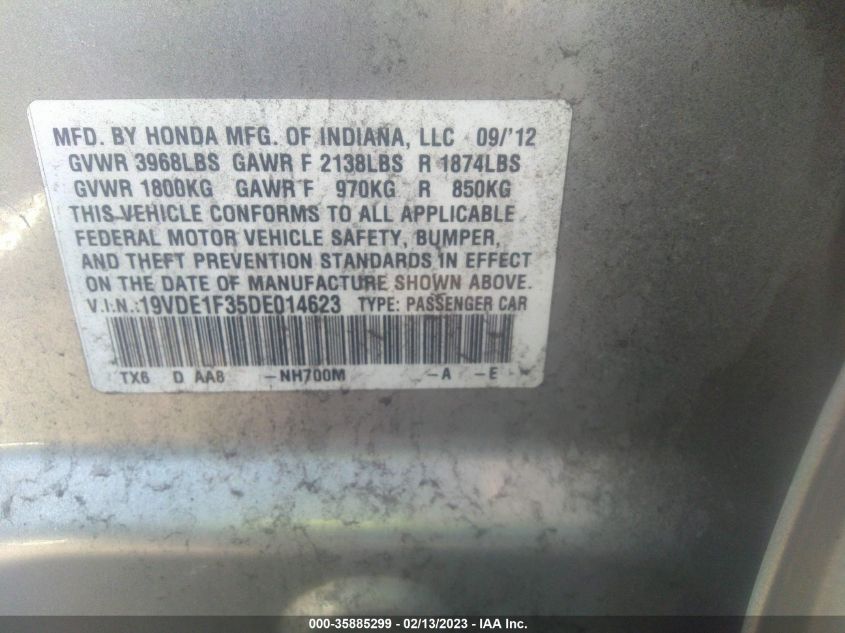 MFD. BY HONDA MFG. OF INDIANA, LLC 09/'12
GVWR 3968LBS GAWR F 2138LBS R 1874LBS
GVWR 1800KG GAWR F 970KG R 850KG
THIS VEHICLE CONFORMS TO ALL APPLICABLE
FEDERAL MOTOR VEHICLE SAFETY, BUMPER,
AND THEFT PREVENTION STANDARDS IN EFFECT
ON THE DATE OF MANUFACTURE SHOWN ABOVE.
V.I.N.:19VDE1F35DE014623 TYPE: PASSENGER CAR
TX6 D AA8 -NH700M -A -E-
000-35885299 - 02/13/2023 - IAA Inc.